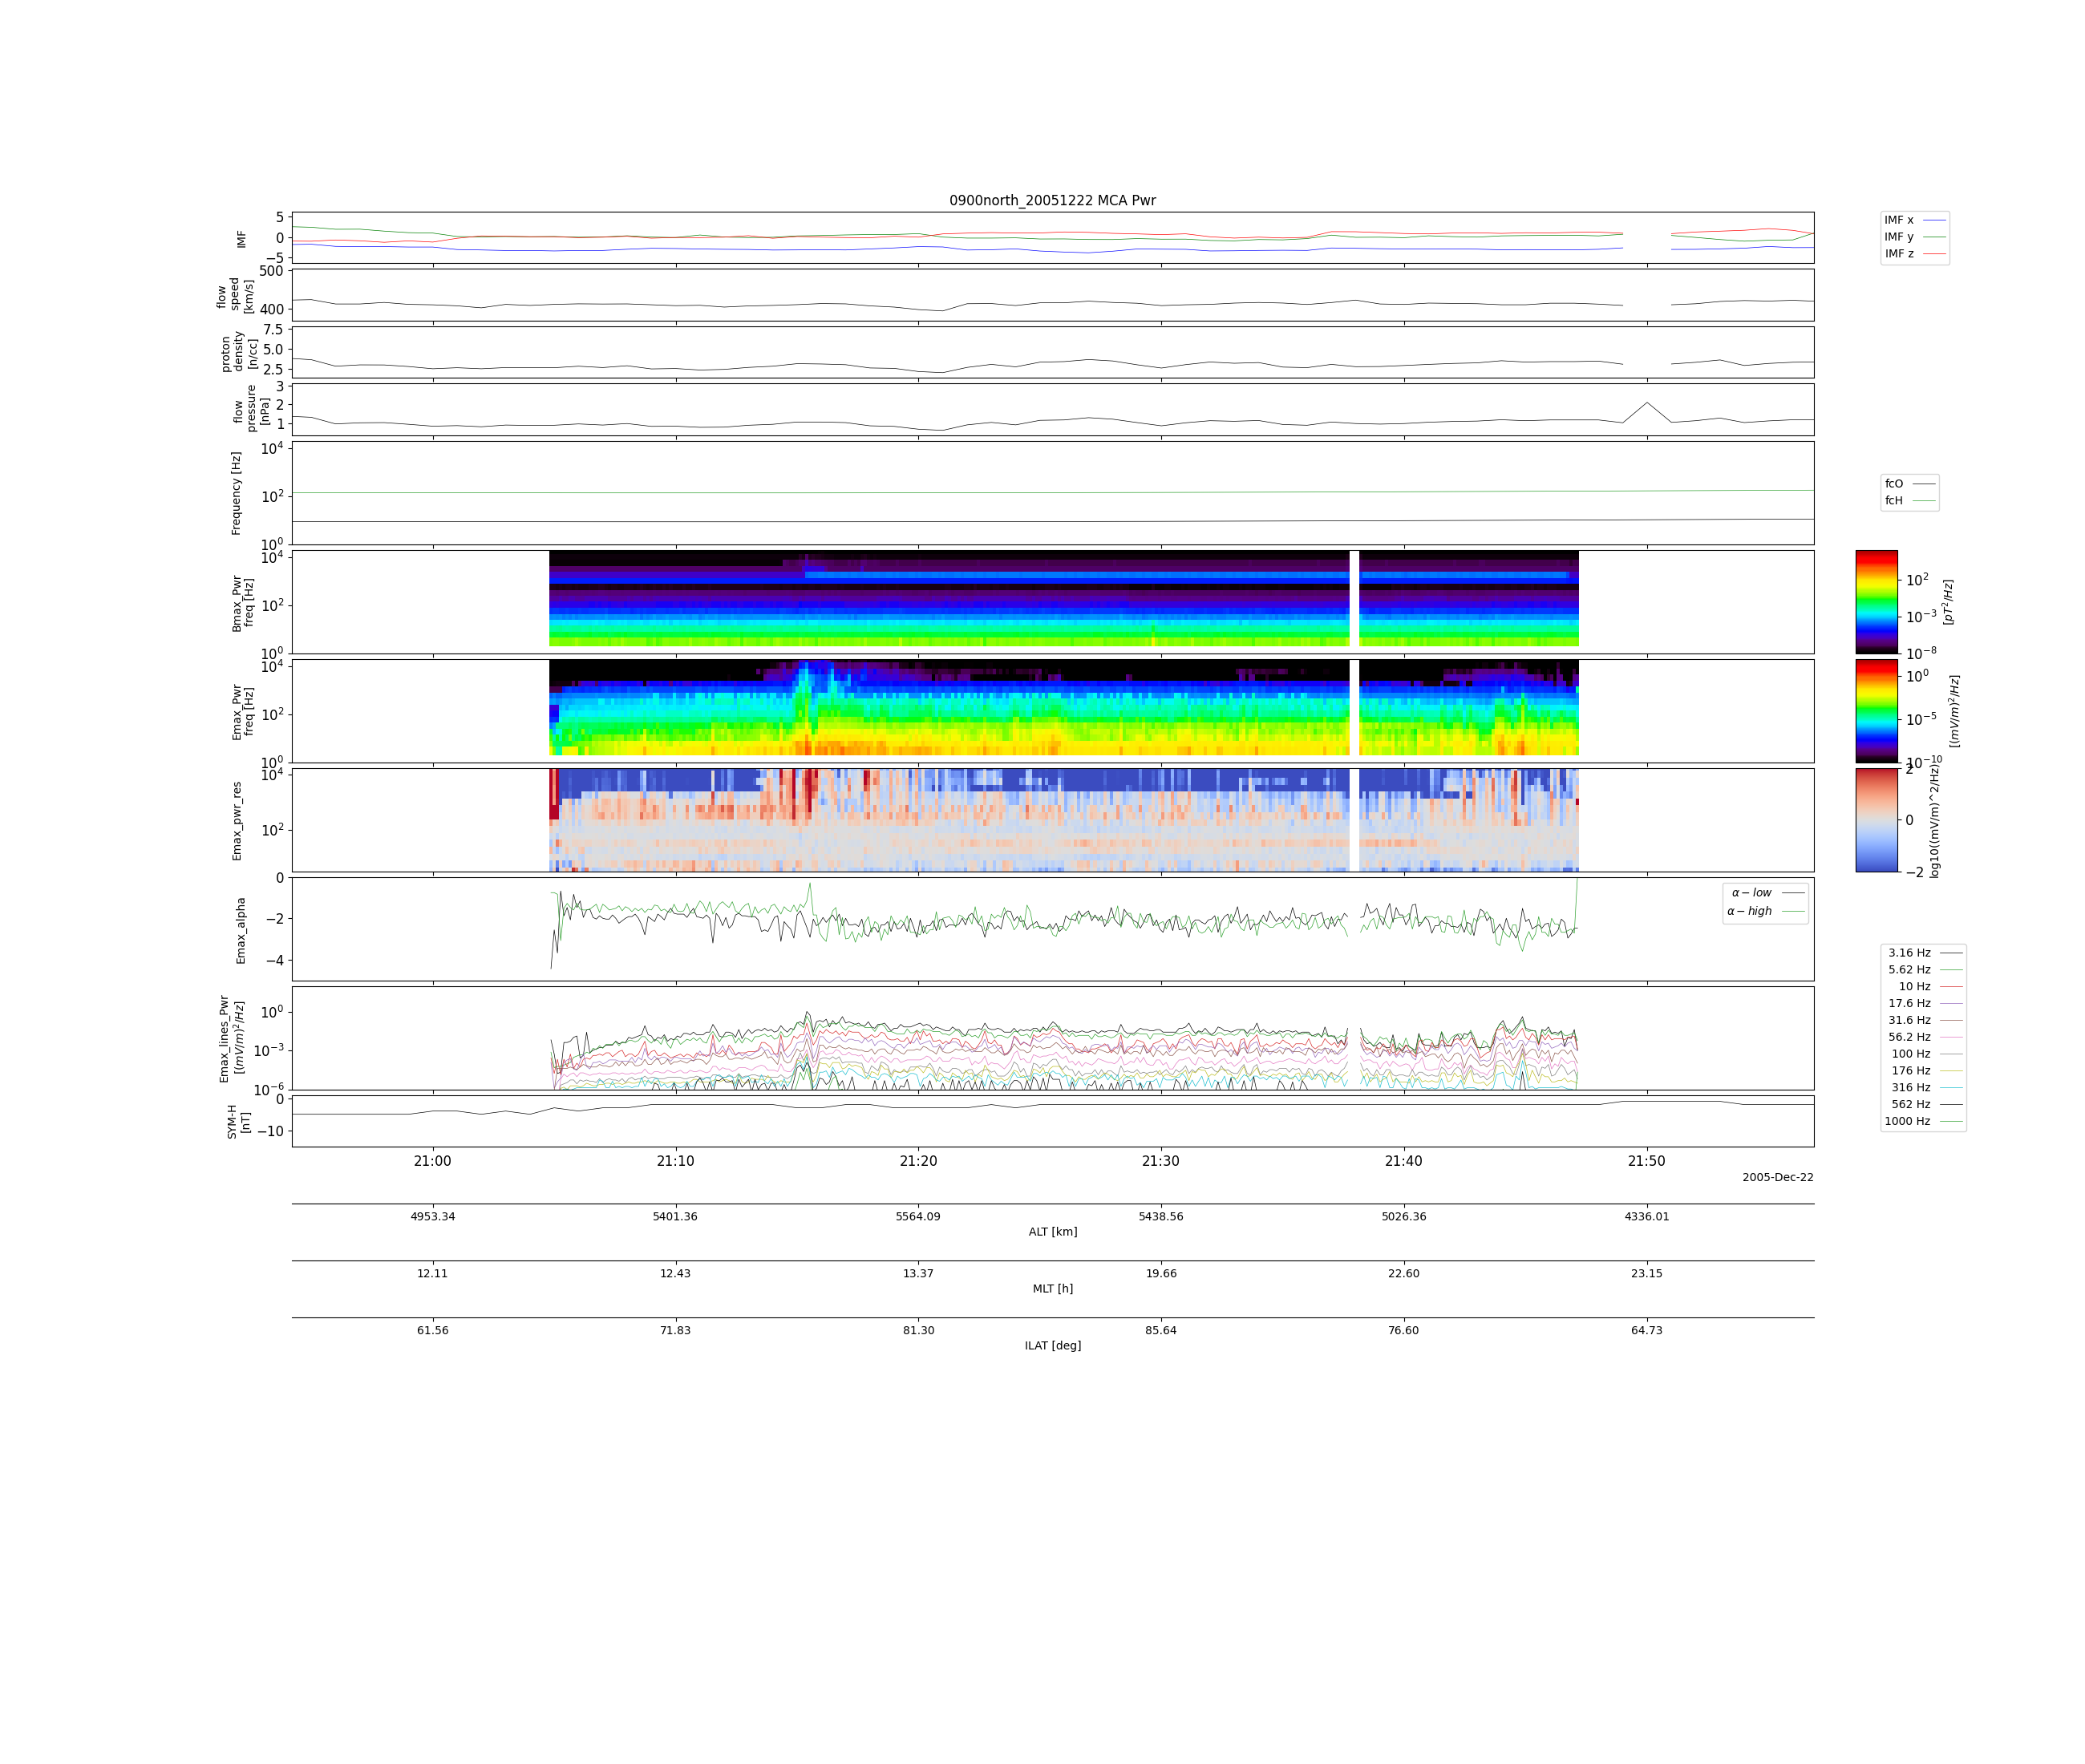 0900north_20051222 MCA Pwr
5
0
−5
IMF
IMF x
IMF y
IMF z
500
400
flow
speed
[km/s]
7.5
5.0
2.5
proton
density
[n/cc]
3
2
1
flow
pressure
[nPa]
10^4
10^2
10^0
Frequency [Hz]
fcO
fcH
10^4
10^2
10^0
Bmax_Pwr
freq [Hz]
10^2
10^−3
10^−8
[pT^2/Hz]
10^4
10^2
10^0
Emax_Pwr
freq [Hz]
10^0
10^−5
10^−10
[(mV/m)^2/Hz]
10^4
10^2
Emax_pwr_res
2
0
−2
log10((mV/m)^2/Hz)
0
−2
−4
Emax_alpha
α − low
α − high
10^0
10^−3
10^−6
Emax_lines_Pwr
[(mV/m)^2/Hz]
3.16 Hz
5.62 Hz
10 Hz
17.6 Hz
31.6 Hz
56.2 Hz
100 Hz
176 Hz
316 Hz
562 Hz
1000 Hz
0
−10
SYM-H
[nT]
21:00 21:10 21:20 21:30 21:40 21:50
2005-Dec-22
4953.34 5401.36 5564.09 5438.56 5026.36 4336.01
ALT [km]
12.11 12.43 13.37 19.66 22.60 23.15
MLT [h]
61.56 71.83 81.30 85.64 76.60 64.73
ILAT [deg]